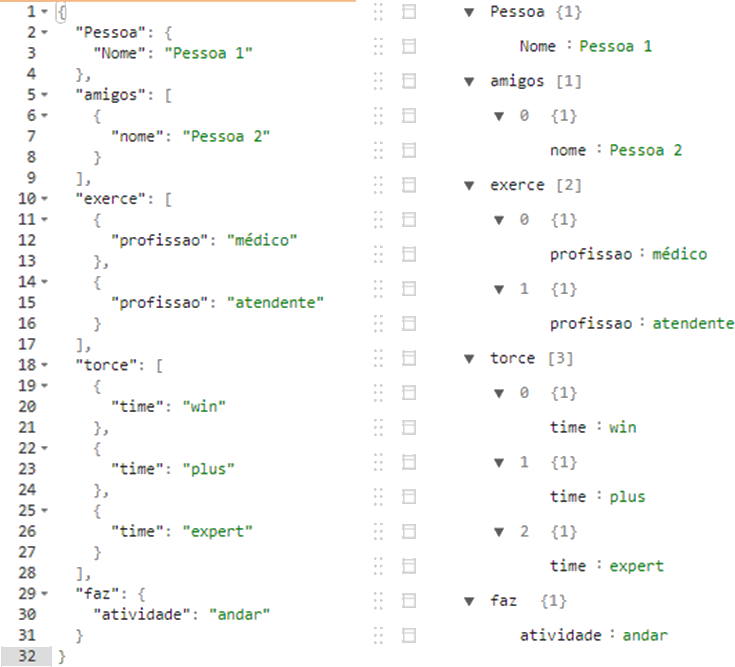 1 {
2 "Pessoa": {
3 "Nome": "Pessoa 1"
4 },
5 "amigos": [
6 {
7 "nome": "Pessoa 2"
8 }
9 ],
10 "exerce": [
11 {
12 "profissao": "médico"
13 },
14 {
15 "profissao": "atendente"
16 }
17 ],
18 "torce": [
19 {
20 "time": "win"
21 },
22 {
23 "time": "plus"
24 },
25 {
26 "time": "expert"
27 }
28 ],
29 "faz": {
30 "atividade": "andar"
31 }
32 }
Pessoa {1}
Nome : Pessoa 1
amigos [1]
0 {1}
nome : Pessoa 2
exerce [2]
0 {1}
profissao : médico
1 {1}
profissao : atendente
torce [3]
0 {1}
time : win
1 {1}
time : plus
2 {1}
time : expert
faz {1}
atividade : andar